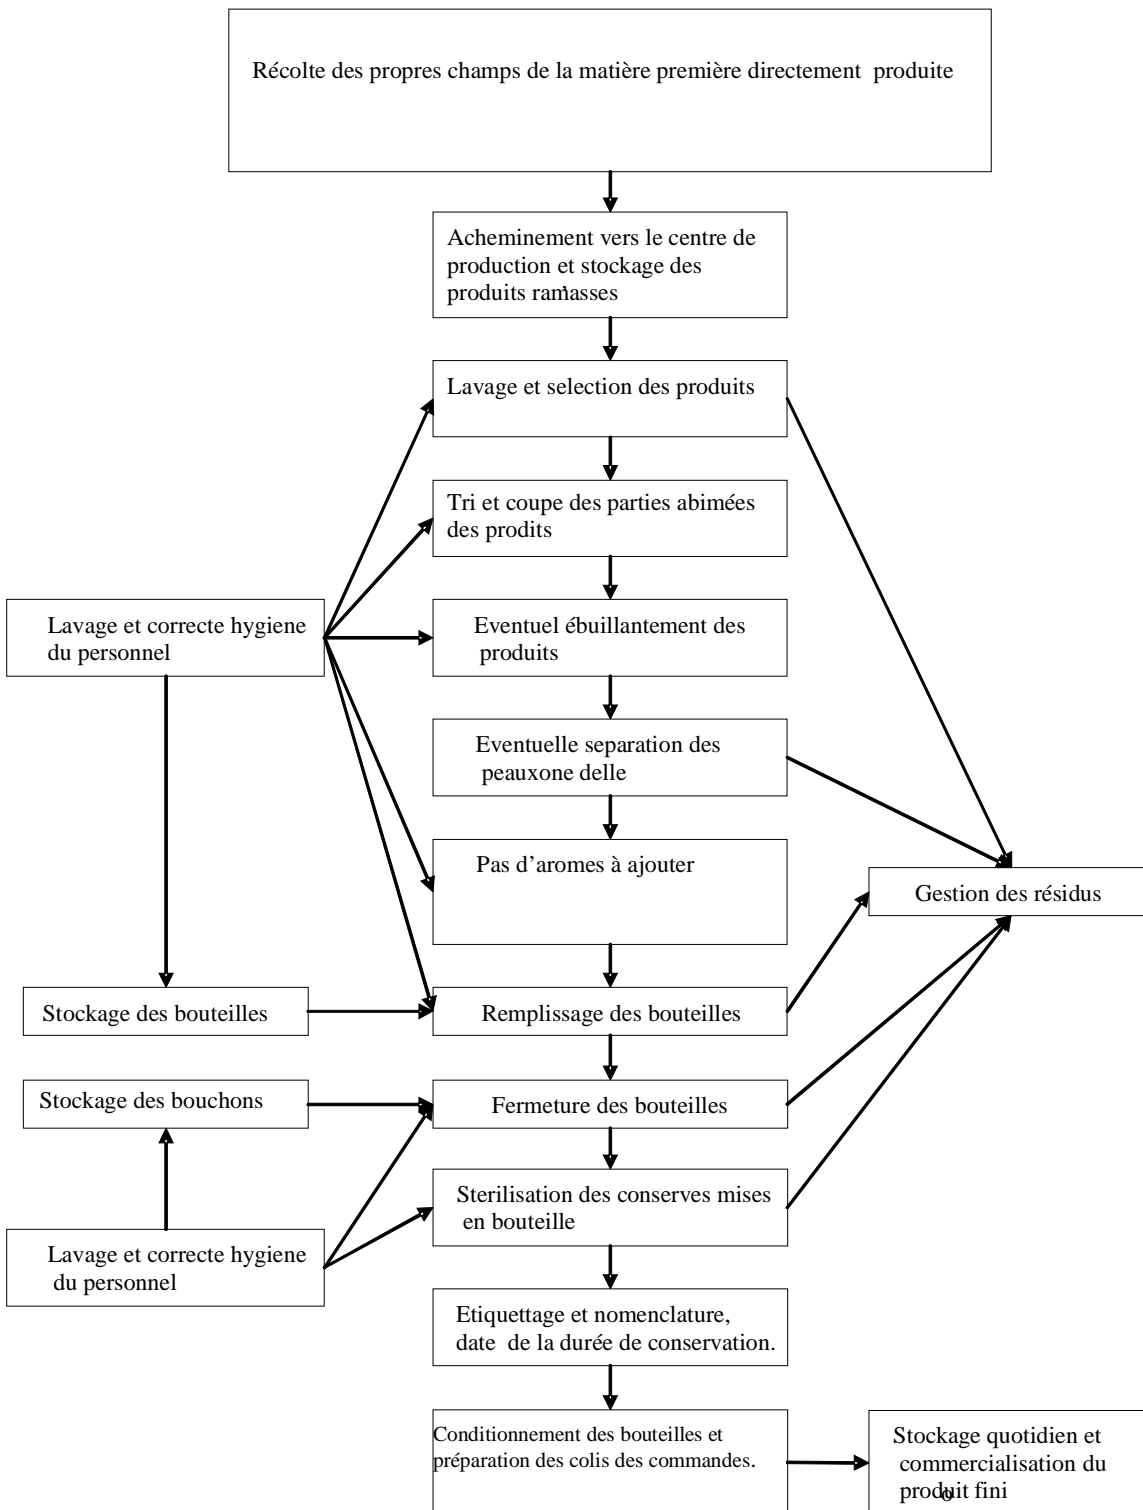 Récolte des propres champs de la matière première directement produite
Acheminement vers le centre de
production et stockage des
produits ramasses
Lavage et selection des produits
Tri et coupe des parties abimées
des prodits
Lavage et correcte hygiene
du personnel
Eventuel ébuillantement des
produits
Eventuelle separation des
peauxone delle
Pas d'aromes à ajouter
Gestion des résidus
Stockage des bouteilles
Remplissage des bouteilles
Stockage des bouchons
Fermeture des bouteilles
Sterilisation des conserves mises
en bouteille
Lavage et correcte hygiene
du personnel
Etiquettage et nomenclature,
date de la durée de conservation.
Conditionnement des bouteilles et
préparation des colis des commandes.
Stockage quotidien et
commercialisation du
produit fini